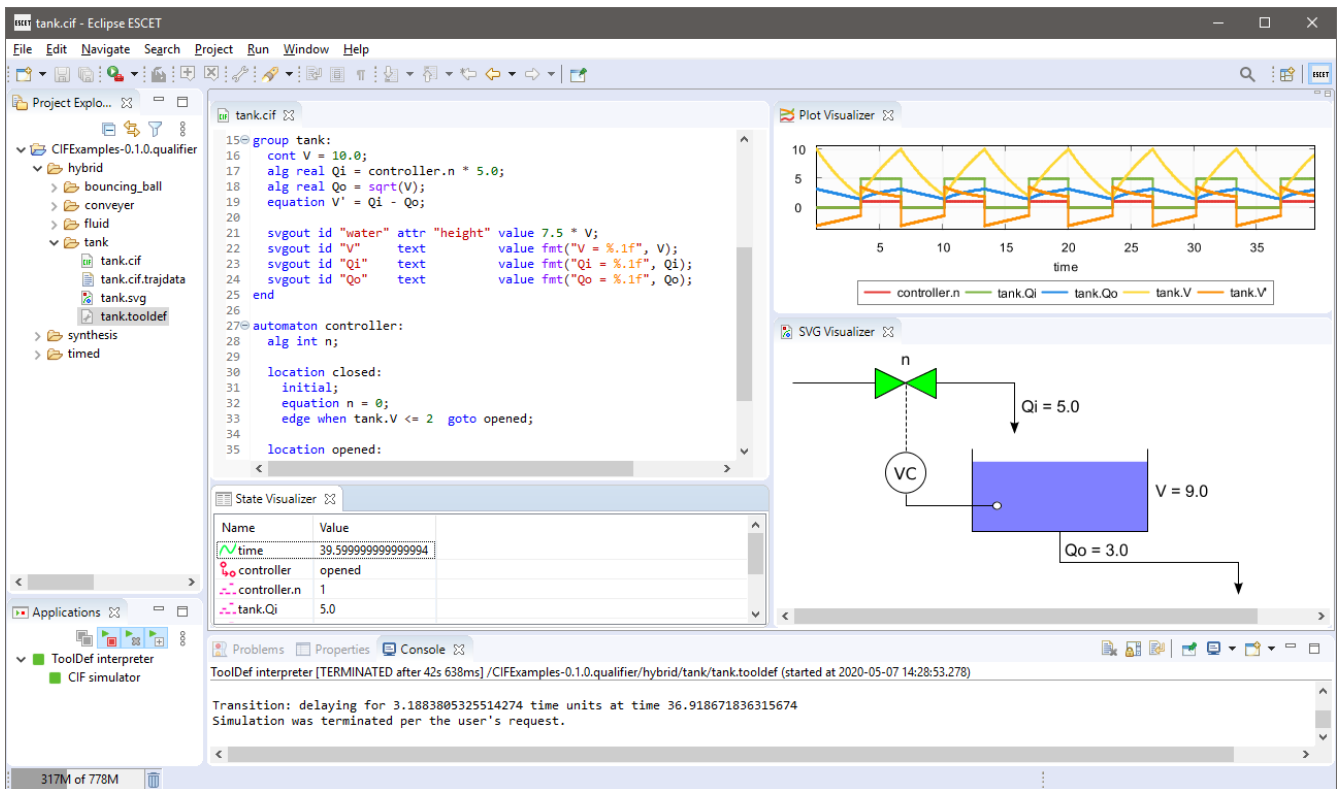 tank.cif - Eclipse ESCET
File Edit Navigate Search Project Run Window Help
ESCET
Project Explo...
CIFExamples-0.1.0.qualifier
hybrid
bouncing_ball
conveyer
fluid
tank
tank.cif
tank.cif.trajdata
tank.svg
tank.tooldef
synthesis
timed
Applications
ToolDef interpreter
CIF simulator
317M of 778M
tank.cif
15 group tank:
16 cont V = 10.0;
17 alg real Qi = controller.n * 5.0;
18 alg real Qo = sqrt(V);
19 equation V' = Qi - Qo;
20
21 svgout id "water" attr "height" value 7.5 * V;
22 svgout id "V" text value fmt("V = %.1f", V);
23 svgout id "Qi" text value fmt("Qi = %.1f", Qi);
24 svgout id "Qo" text value fmt("Qo = %.1f", Qo);
25 end
26
27 automaton controller:
28 alg int n;
29
30 location closed:
31 initial;
32 equation n = 0;
33 edge when tank.V <= 2 goto opened;
34
35 location opened:
State Visualizer
Name Value
time 39.599999999999994
controller opened
controller.n 1
tank.Qi 5.0
Plot Visualizer
10
5
0
5 10 15 20 25 30 35
time
controller.n tank.Qi tank.Qo tank.V tank.V'
SVG Visualizer
n
Qi = 5.0
VC
V = 9.0
Qo = 3.0
Problems Properties Console
ToolDef interpreter [TERMINATED after 42s 638ms] /CIFExamples-0.1.0.qualifier/hybrid/tank/tank.tooldef (started at 2020-05-07 14:28:53.278)
Transition: delaying for 3.1883805325514274 time units at time 36.918671836315674
Simulation was terminated per the user's request.